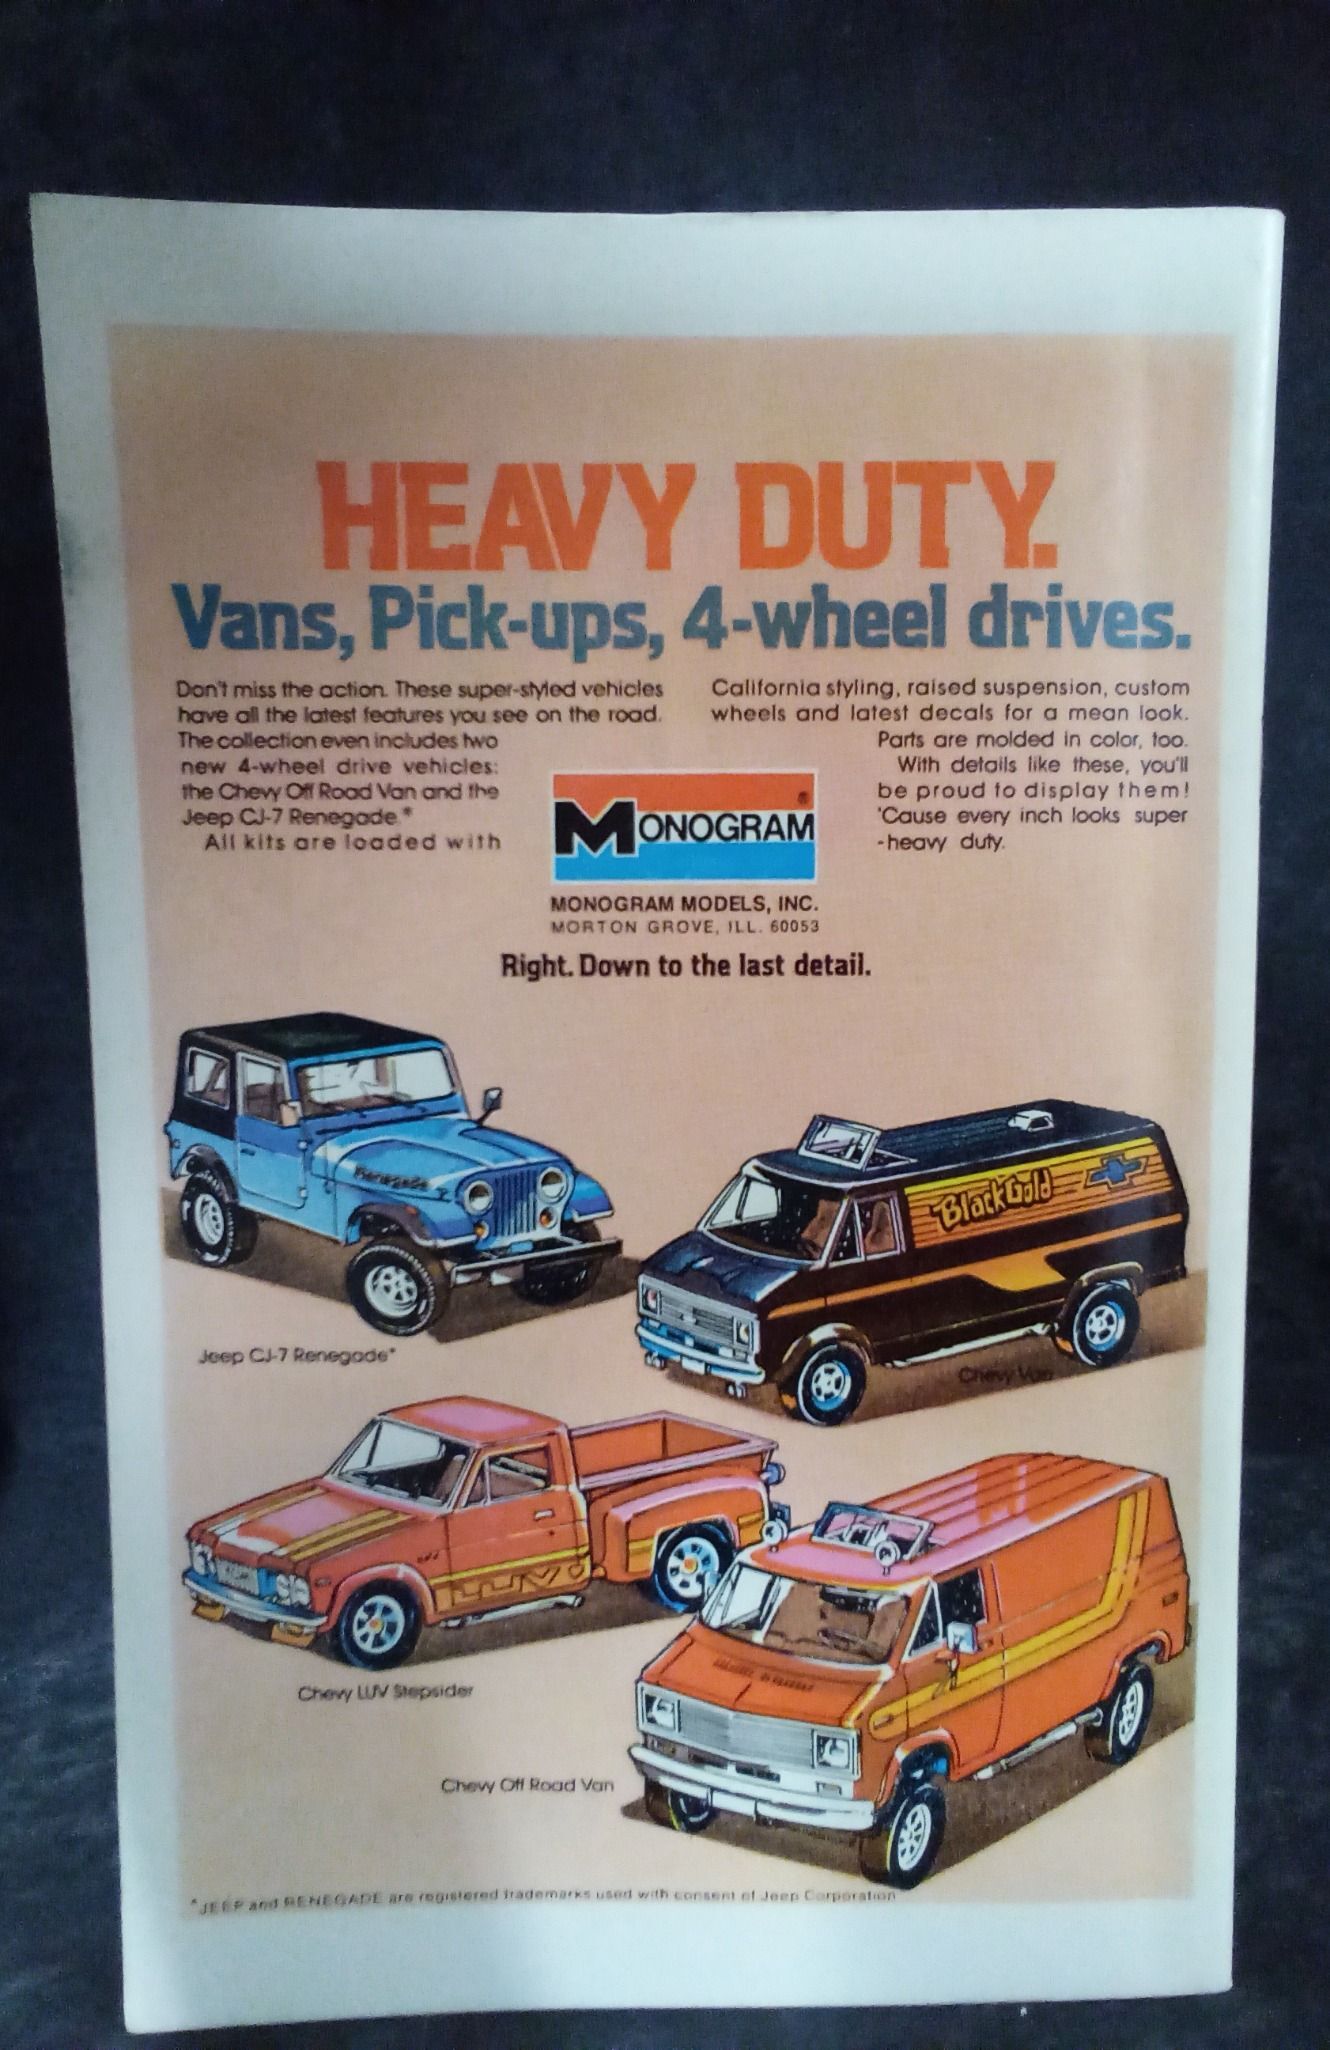 HEAVY DUTY.
Vans, Pick-ups, 4-wheel drives.
Don't miss the action. These super-styled vehicles
have all the latest features you see on the road.
The collection even includes two
new 4-wheel drive vehicles:
the Chevy Off Road Van and the
Jeep CJ-7 Renegade.*
All kits are loaded with
California styling, raised suspension, custom
wheels and latest decals for a mean look.
Parts are molded in color, too.
With details like these, you'll
be proud to display them!
'Cause every inch looks super
-heavy duty.
MONOGRAM®
MONOGRAM MODELS, INC.
MORTON GROVE, ILL. 60053
Right. Down to the last detail.
Renegade
Black Gold
Jeep CJ-7 Renegade*
Chevy Van
LUV
Chevy LUV Stepsider
Chevy Off Road Van
*JEEP and RENEGADE are registered trademarks used with consent of Jeep Corporation